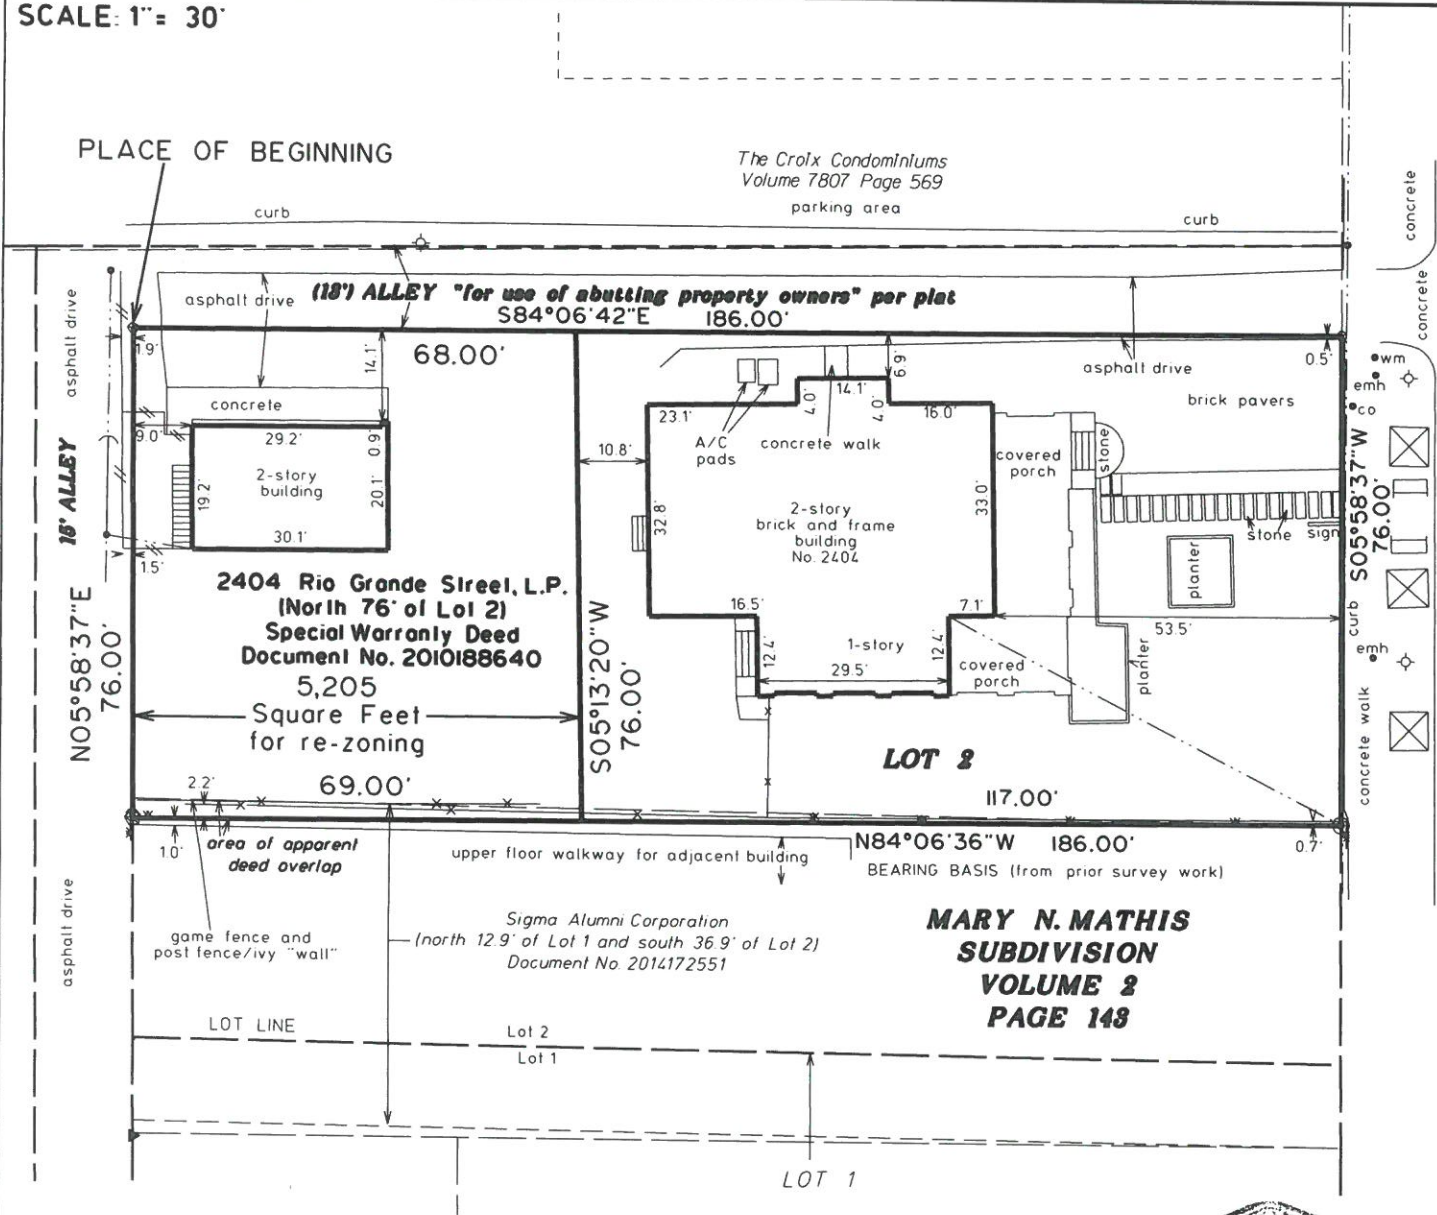 SCALE: 1"= 30'
PLACE OF BEGINNING
The Croix Condominiums
Volume 7807 Page 569
parking area
curb
curb
concrete
concrete
asphalt drive
asphalt drive
(18') ALLEY "for use of abutting property owners" per plat
S84°06'42"E 186.00'
1.9'
14.1'
68.00'
6.9'
asphalt drive
0.5'
wm
emh
co
concrete
9.0'
29.2'
0.9'
2-story
building
19.2'
20.1'
30.1'
1.5'
16' ALLEY
23.1'
4.0'
14.1'
4.0'
16.0'
A/C
pads
concrete walk
10.8'
32.8'
2-story
brick and frame
building
No. 2404
33.0'
covered
porch
stone
brick pavers
stone
sign
planter
S05°58'37"W
76.00'
curb
53.5'
emh
concrete walk
16.5'
7.1'
12.4'
1-story
12.4'
29.5'
covered
porch
planter
2404 Rio Grande Street, L.P.
(North 76' of Lot 2)
Special Warranty Deed
Document No. 2010188640
5,205
Square Feet
for re-zoning
N05°58'37"E
76.00'
S05°13'20"W
76.00'
LOT 2
2.2'
69.00'
117.00'
1.0'
area of apparent
deed overlap
upper floor walkway for adjacent building
N84°06'36"W 186.00'
0.7'
BEARING BASIS (from prior survey work)
asphalt drive
game fence and
post fence/ivy "wall"
Sigma Alumni Corporation
(north 12.9' of Lot 1 and south 36.9' of Lot 2)
Document No. 2014172551
MARY N. MATHIS
SUBDIVISION
VOLUME 2
PAGE 143
LOT LINE
Lot 2
Lot 1
LOT 1